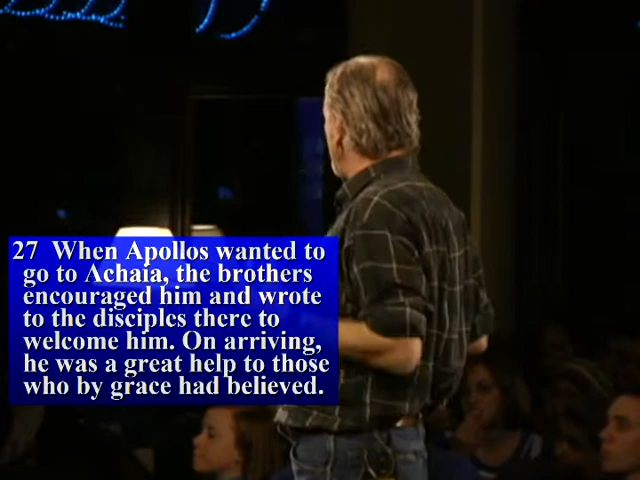 27 When Apollos wanted to
go to Achaia, the brothers
encouraged him and wrote
to the disciples there to
welcome him. On arriving,
he was a great help to those
who by grace had believed.